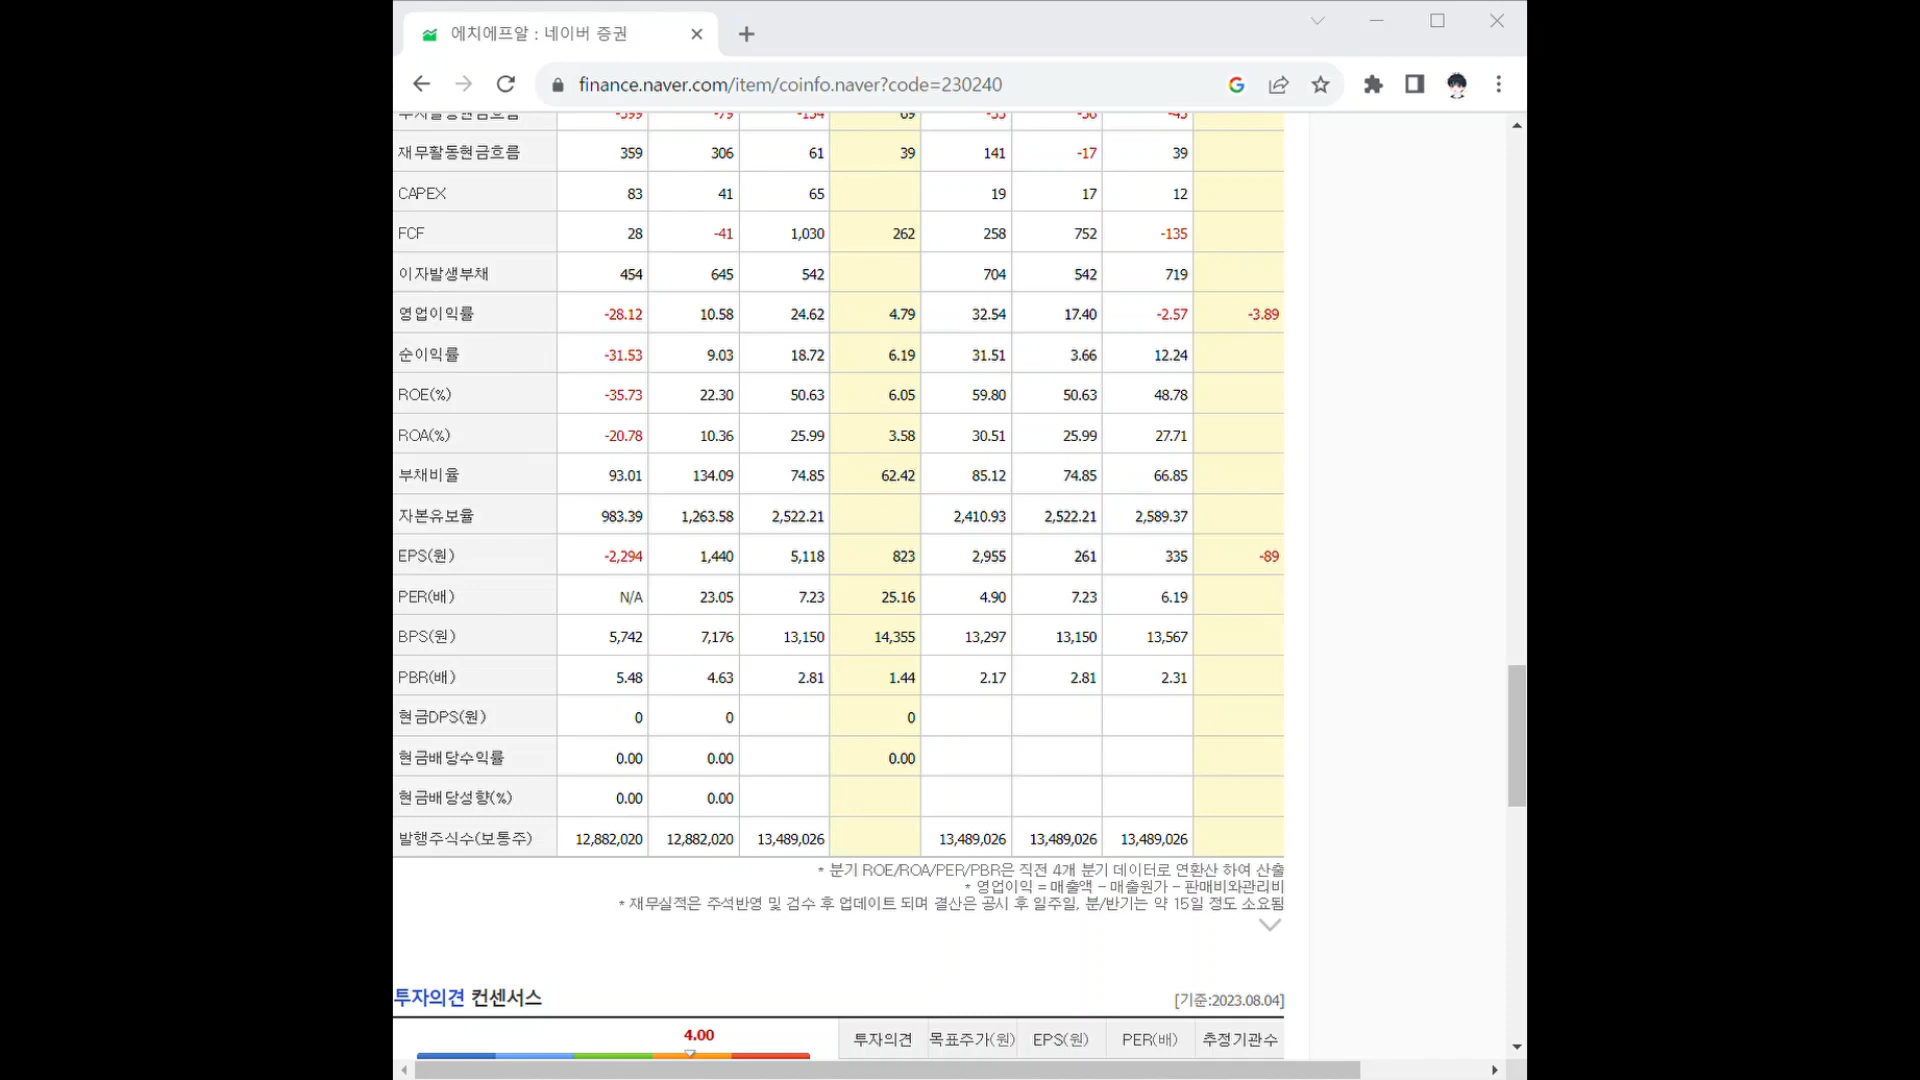 에치에프알 : 네이버 증권
finance.naver.com/item/coinfo.naver?code=230240
재무활동현금흐름 359 306 61 39 141 -17 39
CAPEX 83 41 65 19 17 12
FCF 28 -41 1,030 262 258 752 -135
이자발생부채 454 645 542 704 542 719
영업이익률 -28.12 10.58 24.62 4.79 32.54 17.40 -2.57 -3.89
순이익률 -31.53 9.03 18.72 6.19 31.51 3.66 12.24
ROE(%) -35.73 22.30 50.63 6.05 59.80 50.63 48.78
ROA(%) -20.78 10.36 25.99 3.58 30.51 25.99 27.71
부채비율 93.01 134.09 74.85 62.42 85.12 74.85 66.85
자본유보율 983.39 1,263.58 2,522.21 2,410.93 2,522.21 2,589.37
EPS(원) -2,294 1,440 5,118 823 2,955 261 335 -89
PER(배) N/A 23.05 7.23 25.16 4.90 7.23 6.19
BPS(원) 5,742 7,176 13,150 14,355 13,297 13,150 13,567
PBR(배) 5.48 4.63 2.81 1.44 2.17 2.81 2.31
현금DPS(원) 0 0 0
현금배당수익률 0.00 0.00 0.00
현금배당성향(%) 0.00 0.00
발행주식수(보통주) 12,882,020 12,882,020 13,489,026 13,489,026 13,489,026 13,489,026
* 분기 ROE/ROA/PER/PBR은 직전 4개 분기 데이터로 연환산 하여 산출
* 영업이익 = 매출액 - 매출원가 - 판매비와관리비
* 재무실적은 주석반영 및 검수 후 업데이트 되며 결산은 공시 후 일주일, 분/반기는 약 15일 정도 소요됨
투자의견 컨센서스 [기준:2023.08.04]
4.00
투자의견 목표주가(원) EPS(원) PER(배) 추정기관수